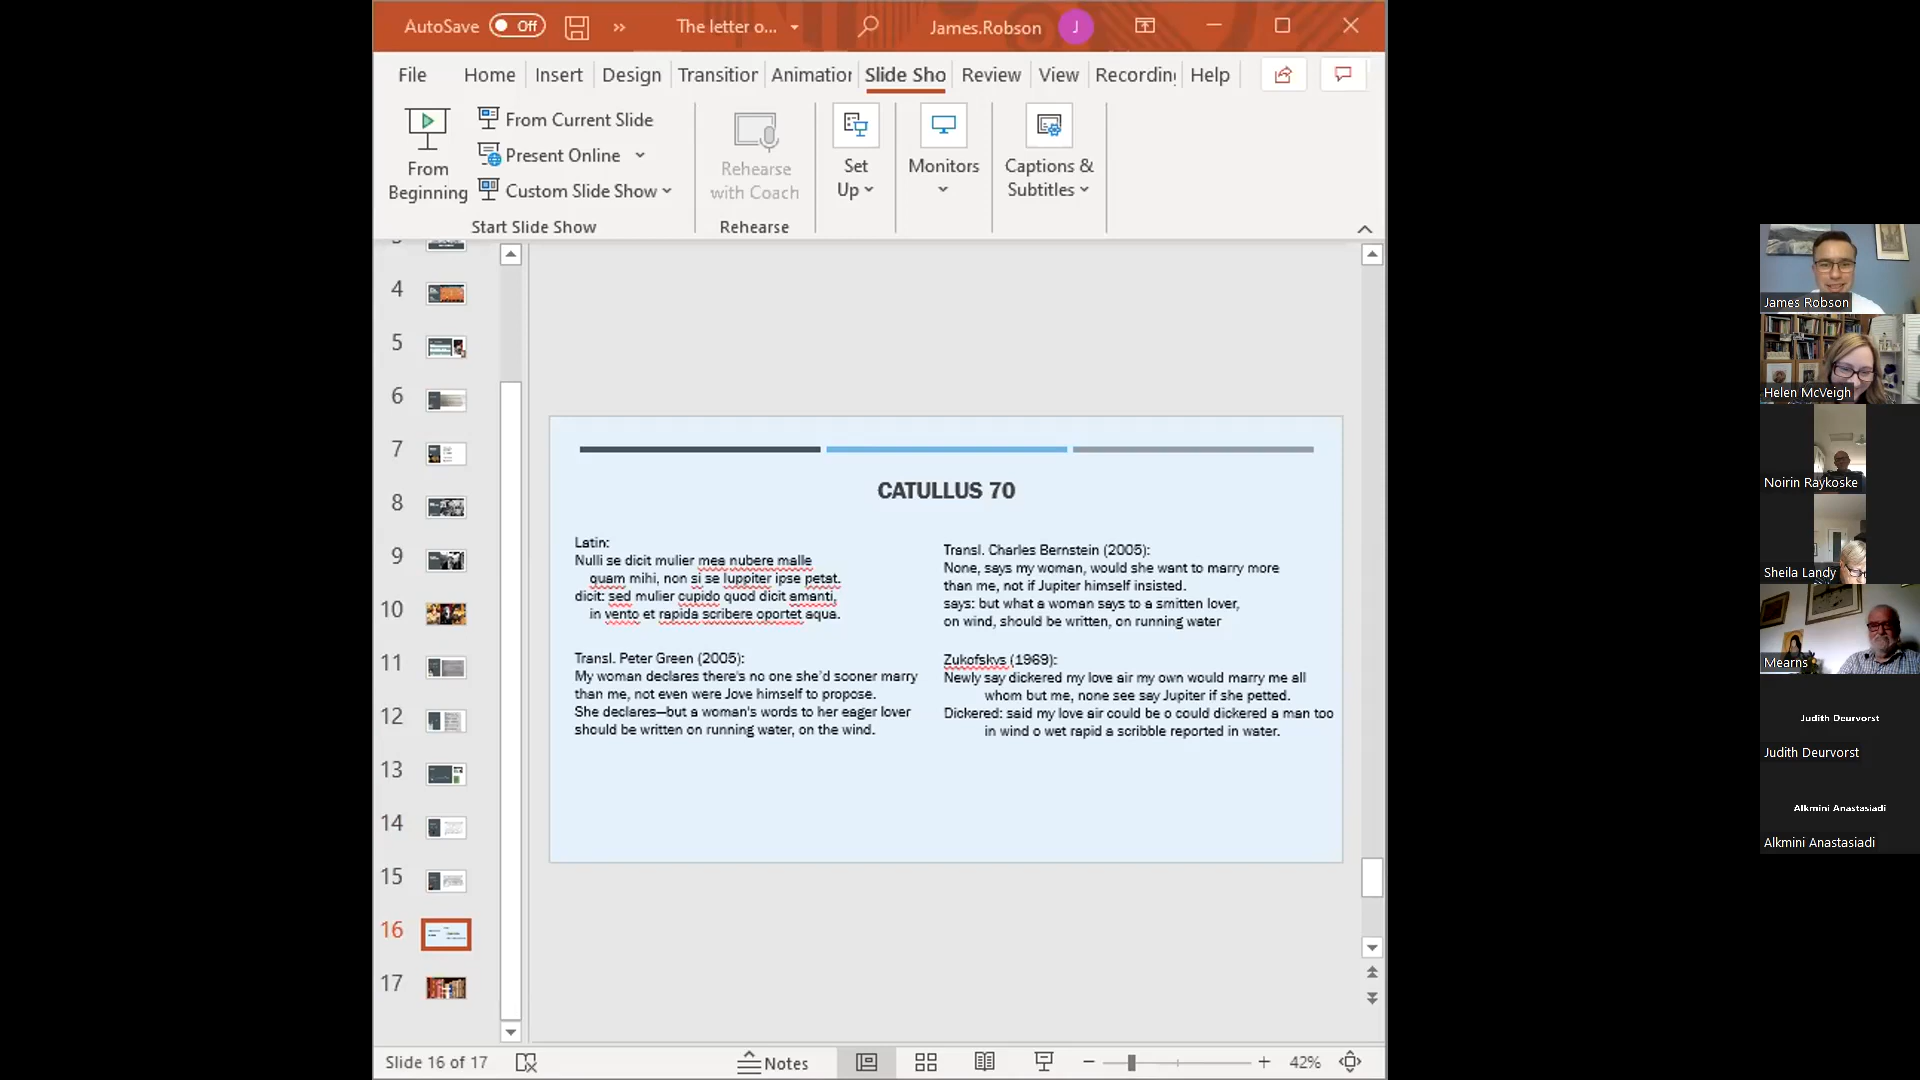 AutoSave Off
The letter o...
James.Robson
J
File Home Insert Design Transition Animation Slide Sho Review View Recording Help
From Beginning
From Current Slide
Present Online
Custom Slide Show
Start Slide Show
Rehearse with Coach
Rehearse
Set Up
Monitors
Captions & Subtitles
4
5
6
7
8
9
10
11
12
13
14
15
16
17
CATULLUS 70
Latin:
Nulli se dicit mulier mea nubere malle
quam mihi, non si se Iuppiter ipse petat.
dicit: sed mulier cupido quod dicit amanti,
in vento et rapida scribere oportet aqua.
Transl. Peter Green (2005):
My woman declares there's no one she'd sooner marry
than me, not even were Jove himself to propose.
She declares—but a woman's words to her eager lover
should be written on running water, on the wind.
Transl. Charles Bernstein (2005):
None, says my woman, would she want to marry more
than me, not if Jupiter himself insisted.
says: but what a woman says to a smitten lover,
on wind, should be written, on running water
Zukofskys (1969):
Newly say dickered my love air my own would marry me all
whom but me, none see say Jupiter if she petted.
Dickered: said my love air could be o could dickered a man too
in wind o wet rapid a scribble reported in water.
Slide 16 of 17
Notes
42%
James Robson
Helen McVeigh
Noirin Raykoske
Sheila Landy
Mearns
Judith Deurvorst
Judith Deurvorst
Alkmini Anastasiadi
Alkmini Anastasiadi